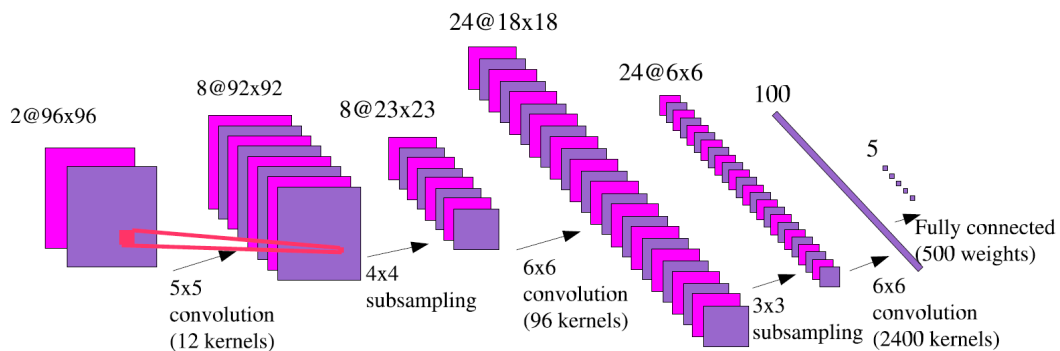 2@96x96
8@92x92
8@23x23
24@18x18
24@6x6
100
5
5x5
convolution
(12 kernels)
4x4
subsampling
6x6
convolution
(96 kernels)
3x3
subsampling
6x6
convolution
(2400 kernels)
Fully connected
(500 weights)